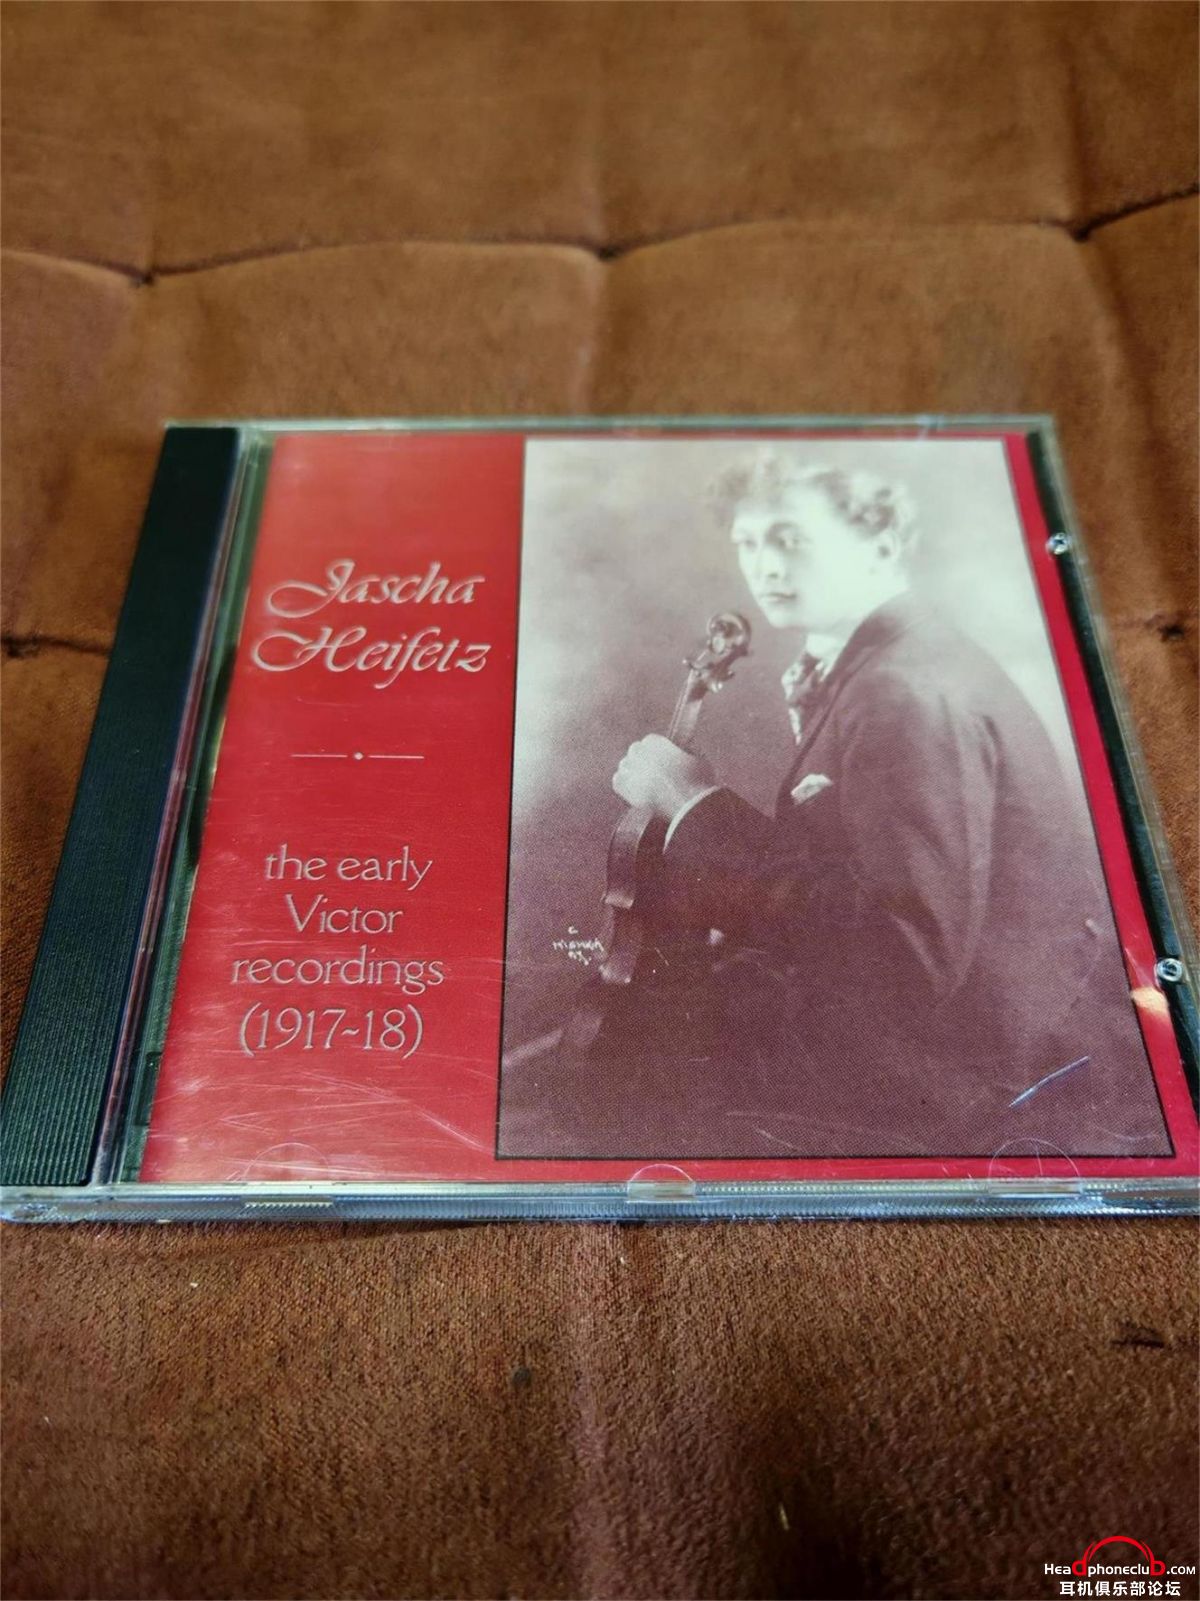 Jascha
Heifetz
the early
Victor
recordings
(1917-18)
Headphoneclub.com
耳机俱乐部论坛